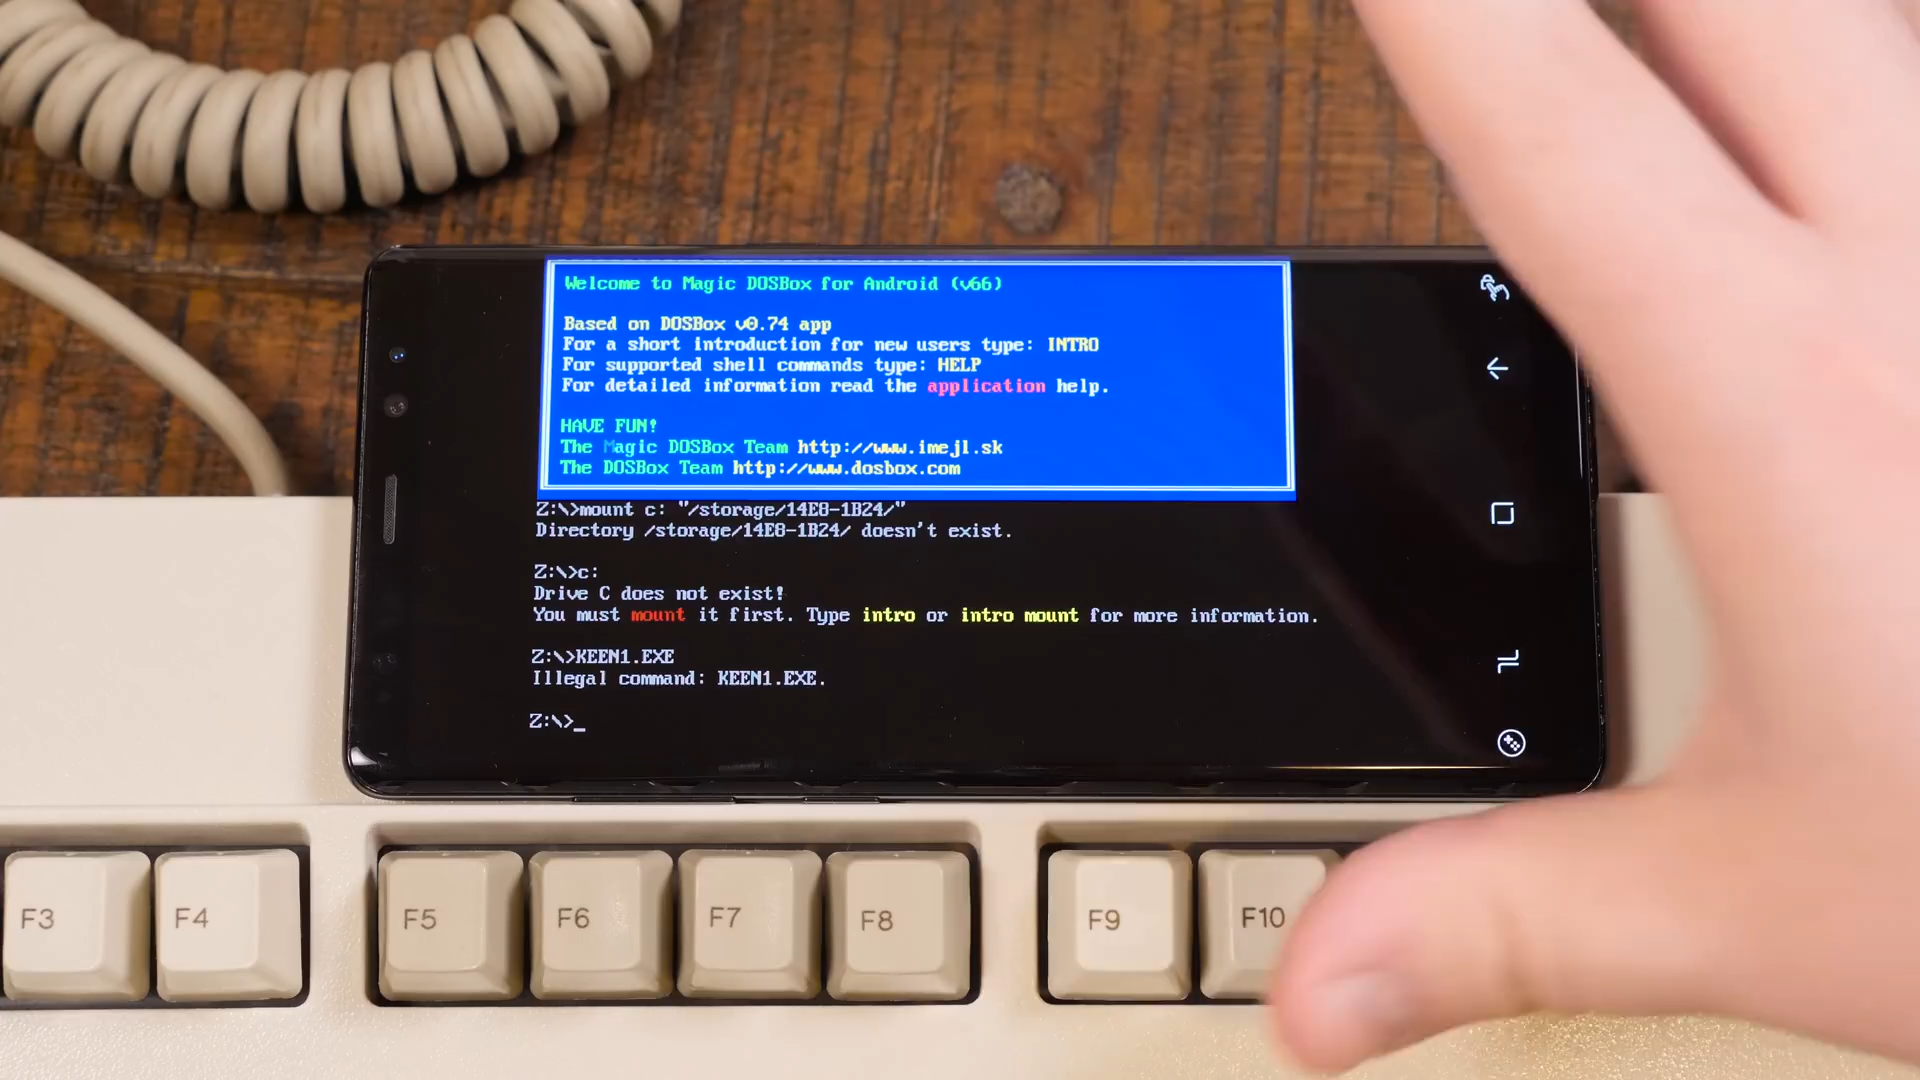 Welcome to Magic DOSBox for Android (v66)
Based on DOSBox v0.74 app
For a short introduction for new users type: INTRO
For supported shell commands type: HELP
For detailed information read the application help.
HAVE FUN!
The Magic DOSBox Team http://www.imejl.sk
The DOSBox Team http://www.dosbox.com
Z:\>mount c: "/storage/14E8-1B24/"
Directory /storage/14E8-1B24/ doesn't exist.
Z:\>c:
Drive C does not exist!
You must mount it first. Type intro or intro mount for more information.
Z:\>KEEN1.EXE
Illegal command: KEEN1.EXE.
Z:\>_
F3 F4 F5 F6 F7 F8 F9 F10